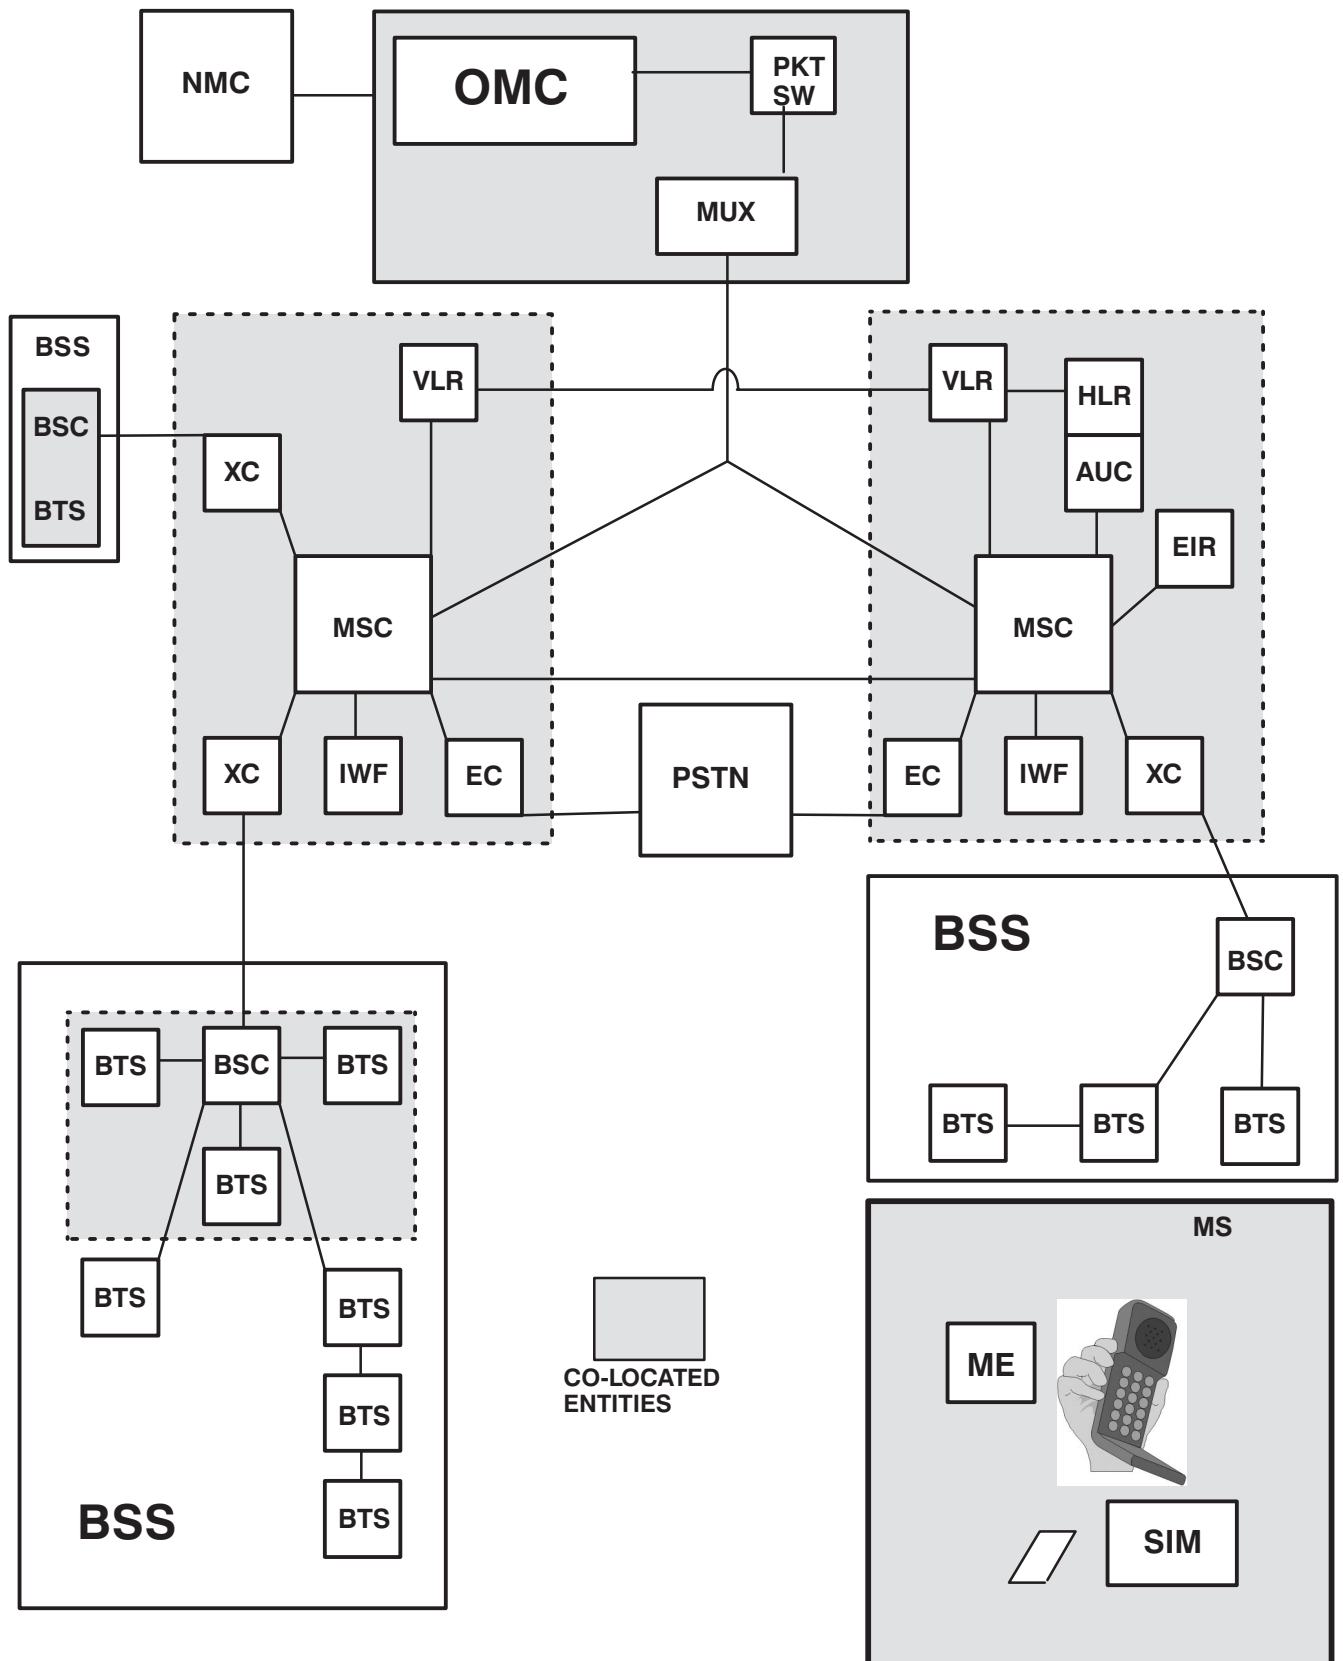 NMC
OMC
PKT
SW
MUX
BSS
BSC
BTS
XC
VLR
MSC
XC
IWF
EC
PSTN
VLR
HLR
AUC
EIR
MSC
EC
IWF
XC
BSS
BSC
BTS
BTS
BTS
BTS
BSC
BTS
BTS
BTS
BTS
BTS
BTS
BSS
CO-LOCATED
ENTITIES
MS
ME
SIM